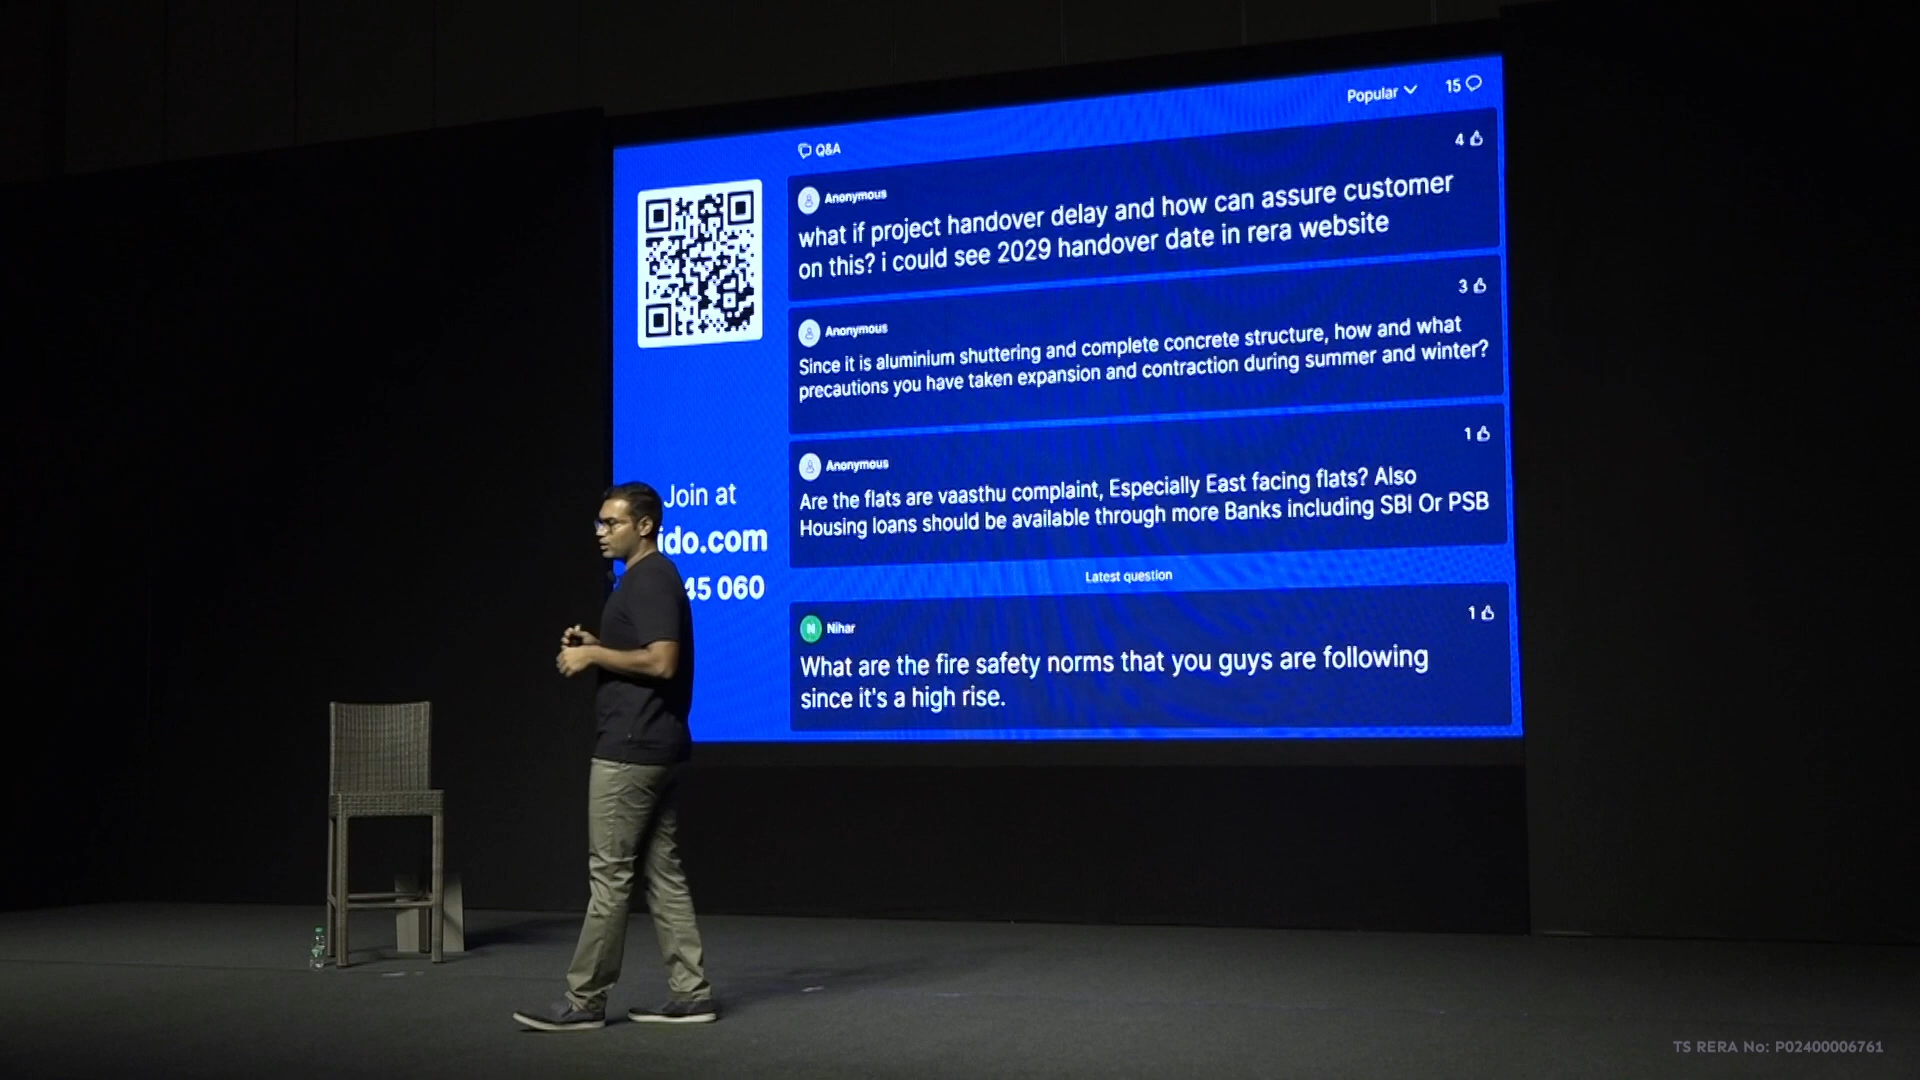 Popular
15
Q&A
4
Anonymous
what if project handover delay and how can assure customer
on this? i could see 2029 handover date in rera website
3
Anonymous
Since it is aluminium shuttering and complete concrete structure, how and what
precautions you have taken expansion and contraction during summer and winter?
1
Anonymous
Are the flats are vaasthu complaint, Especially East facing flats? Also
Housing loans should be available through more Banks including SBI Or PSB
Latest question
1
N Nihar
What are the fire safety norms that you guys are following
since it's a high rise.
Join at
ido.com
45 060
TS RERA No: P02400006761